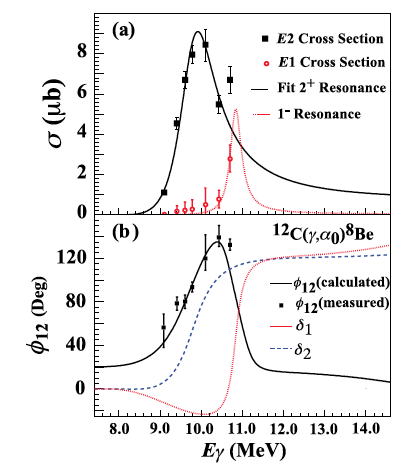 (a)
E2 Cross Section
E1 Cross Section
Fit 2⁺ Resonance
1⁻ Resonance
σ (μb)
8
6
4
2
0
(b)
¹²C(γ,α₀)⁸Be
ϕ₁₂(calculated)
ϕ₁₂(measured)
δ₁
δ₂
ϕ₁₂ (Deg)
120
80
40
0
8.0 9.0 10.0 11.0 12.0 13.0 14.0
Eγ (MeV)